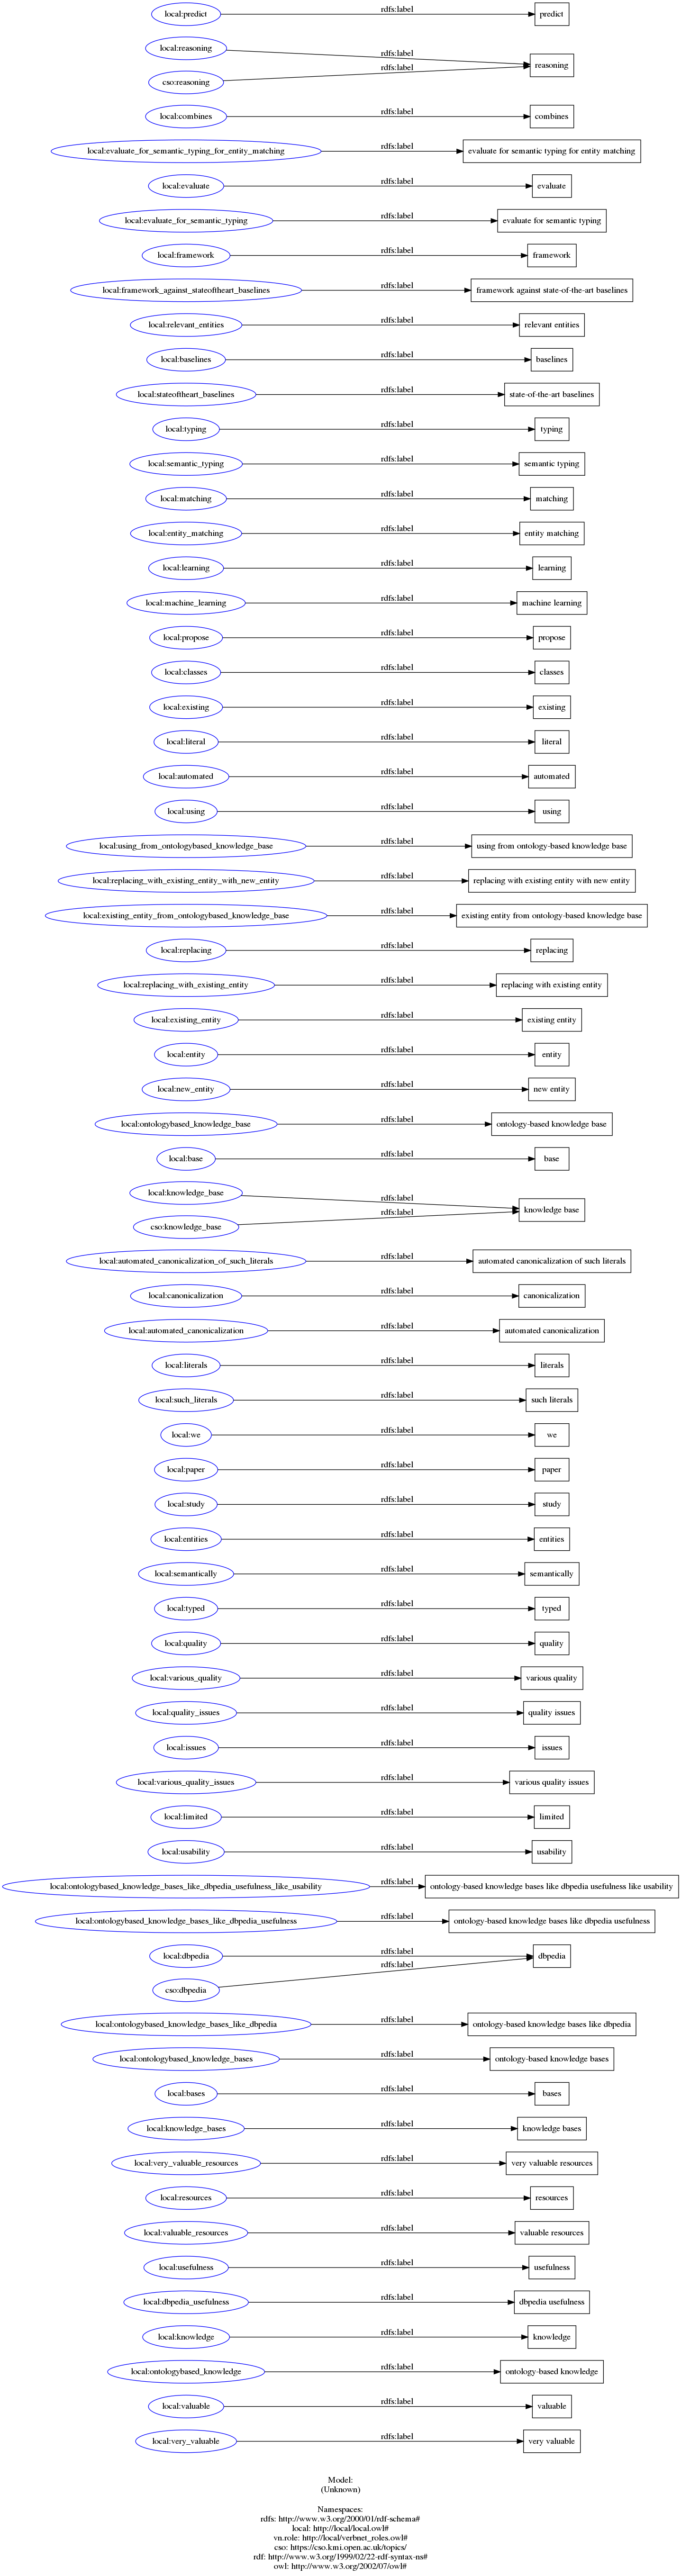 local:predict rdfs:label predict
local:reasoning rdfs:label reasoning
cso:reasoning rdfs:label
local:combines rdfs:label combines
local:evaluate_for_semantic_typing_for_entity_matching rdfs:label evaluate for semantic typing for entity matching
local:evaluate rdfs:label evaluate
local:evaluate_for_semantic_typing rdfs:label evaluate for semantic typing
local:framework rdfs:label framework
local:framework_against_stateoftheart_baselines rdfs:label framework against state-of-the-art baselines
local:relevant_entities rdfs:label relevant entities
local:baselines rdfs:label baselines
local:stateoftheart_baselines rdfs:label state-of-the-art baselines
local:typing rdfs:label typing
local:semantic_typing rdfs:label semantic typing
local:matching rdfs:label matching
local:entity_matching rdfs:label entity matching
local:learning rdfs:label learning
local:machine_learning rdfs:label machine learning
local:propose rdfs:label propose
local:classes rdfs:label classes
local:existing rdfs:label existing
local:literal rdfs:label literal
local:automated rdfs:label automated
local:using rdfs:label using
local:using_from_ontologybased_knowledge_base rdfs:label using from ontology-based knowledge base
local:replacing_with_existing_entity_with_new_entity rdfs:label replacing with existing entity with new entity
local:existing_entity_from_ontologybased_knowledge_base rdfs:label existing entity from ontology-based knowledge base
local:replacing rdfs:label replacing
local:replacing_with_existing_entity rdfs:label replacing with existing entity
local:existing_entity rdfs:label existing entity
local:entity rdfs:label entity
local:new_entity rdfs:label new entity
local:ontologybased_knowledge_base rdfs:label ontology-based knowledge base
local:base rdfs:label base
local:knowledge_base rdfs:label knowledge base
cso:knowledge_base rdfs:label
local:automated_canonicalization_of_such_literals rdfs:label automated canonicalization of such literals
local:canonicalization rdfs:label canonicalization
local:automated_canonicalization rdfs:label automated canonicalization
local:literals rdfs:label literals
local:such_literals rdfs:label such literals
local:we rdfs:label we
local:paper rdfs:label paper
local:study rdfs:label study
local:entities rdfs:label entities
local:semantically rdfs:label semantically
local:typed rdfs:label typed
local:quality rdfs:label quality
local:various_quality rdfs:label various quality
local:quality_issues rdfs:label quality issues
local:issues rdfs:label issues
local:various_quality_issues rdfs:label various quality issues
local:limited rdfs:label limited
local:usability rdfs:label usability
local:ontologybased_knowledge_bases_like_dbpedia_usefulness_like_usability rdfs:label ontology-based knowledge bases like dbpedia usefulness like usability
local:ontologybased_knowledge_bases_like_dbpedia_usefulness rdfs:label ontology-based knowledge bases like dbpedia usefulness
local:dbpedia rdfs:label dbpedia
cso:dbpedia rdfs:label
local:ontologybased_knowledge_bases_like_dbpedia rdfs:label ontology-based knowledge bases like dbpedia
local:ontologybased_knowledge_bases rdfs:label ontology-based knowledge bases
local:bases rdfs:label bases
local:knowledge_bases rdfs:label knowledge bases
local:very_valuable_resources rdfs:label very valuable resources
local:resources rdfs:label resources
local:valuable_resources rdfs:label valuable resources
local:usefulness rdfs:label usefulness
local:dbpedia_usefulness rdfs:label dbpedia usefulness
local:knowledge rdfs:label knowledge
local:ontologybased_knowledge rdfs:label ontology-based knowledge
local:valuable rdfs:label valuable
local:very_valuable rdfs:label very valuable
Model:
(Unknown)
Namespaces:
rdfs: http://www.w3.org/2000/01/rdf-schema#
local: http://local/local.owl#
vn.role: http://local/verbnet_roles.owl#
cso: https://cso.kmi.open.ac.uk/topics/
rdf: http://www.w3.org/1999/02/22-rdf-syntax-ns#
owl: http://www.w3.org/2002/07/owl#